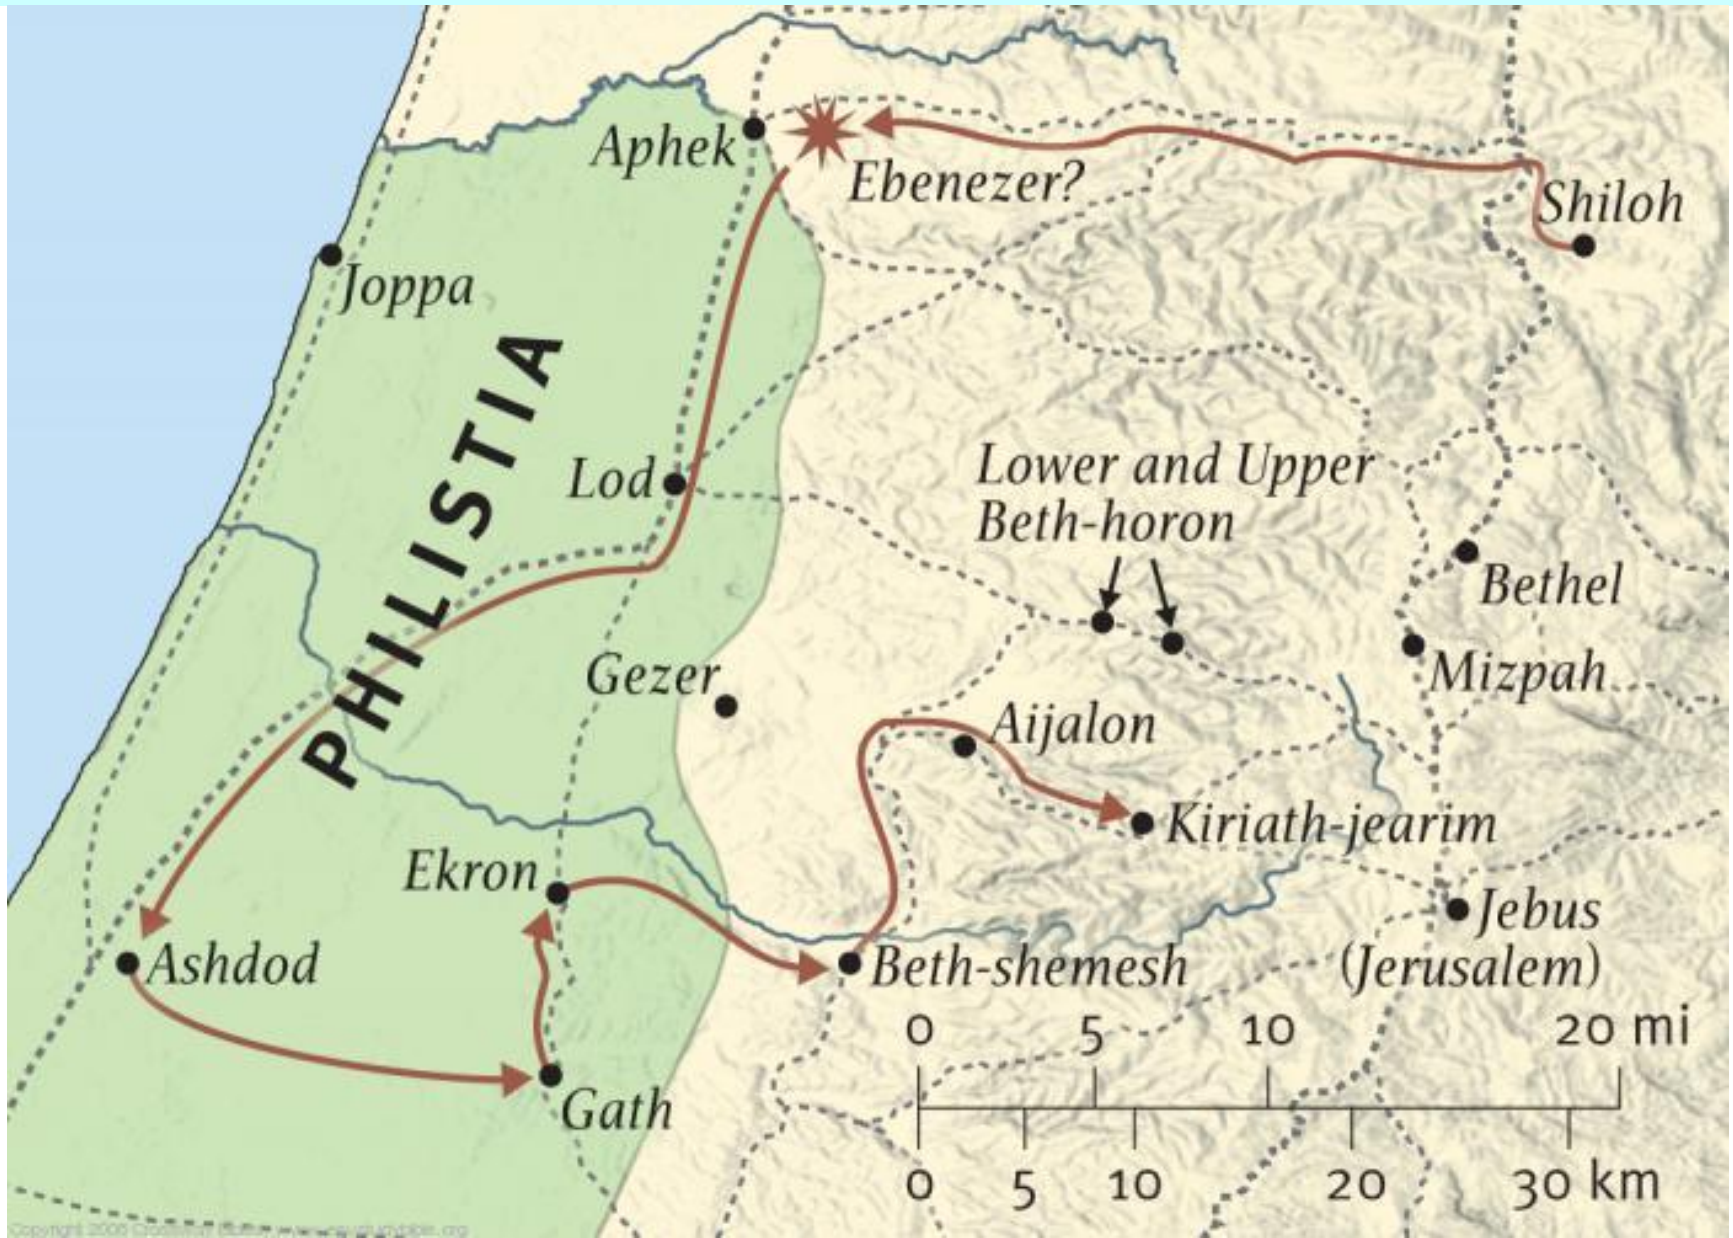 Aphek
Ebenezer?
Shiloh
Joppa
PHILISTIA
Lod
Lower and Upper
Beth-horon
Bethel
Gezer
Mizpah
Aijalon
Kiriath-jearim
Ekron
Jebus
(Jerusalem)
Ashdod
Beth-shemesh
0 5 10 20 mi
Gath
0 5 10 20 30 km